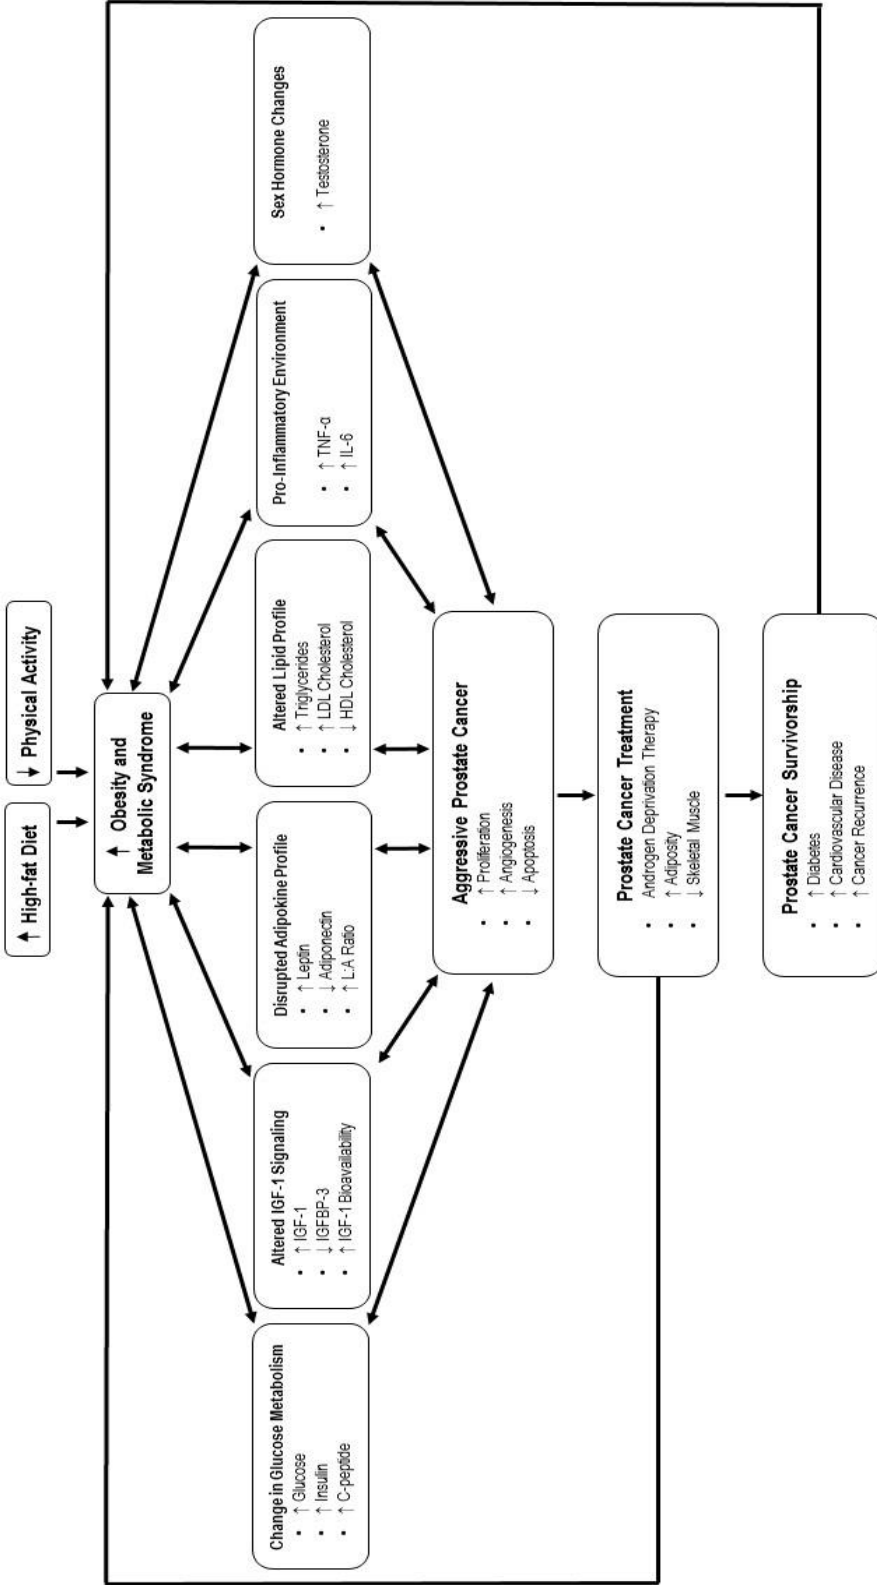 ↑ High-fat Diet
↓ Physical Activity
↑ Obesity and
Metabolic Syndrome
Change in Glucose Metabolism
• ↑ Glucose
• ↑ Insulin
• ↑ C-peptide
Altered IGF-1 Signaling
• ↑ IGF-1
• ↓ IGFBP-3
• ↑ IGF-1 Bioavailability
Disrupted Adipokine Profile
• ↑ Leptin
• ↓ Adiponectin
• ↑ L:A Ratio
Altered Lipid Profile
• ↑ Triglycerides
• ↑ LDL Cholesterol
• ↓ HDL Cholesterol
Pro-Inflammatory Environment
• ↑ TNF-α
• ↑ IL-6
Sex Hormone Changes
• ↑ Testosterone
Aggressive Prostate Cancer
• ↑ Proliferation
• ↑ Angiogenesis
• ↓ Apoptosis
Prostate Cancer Treatment
• Androgen Deprivation Therapy
• ↑ Adiposity
• ↓ Skeletal Muscle
Prostate Cancer Survivorship
• ↑ Diabetes
• ↑ Cardiovascular Disease
• ↑ Cancer Recurrence